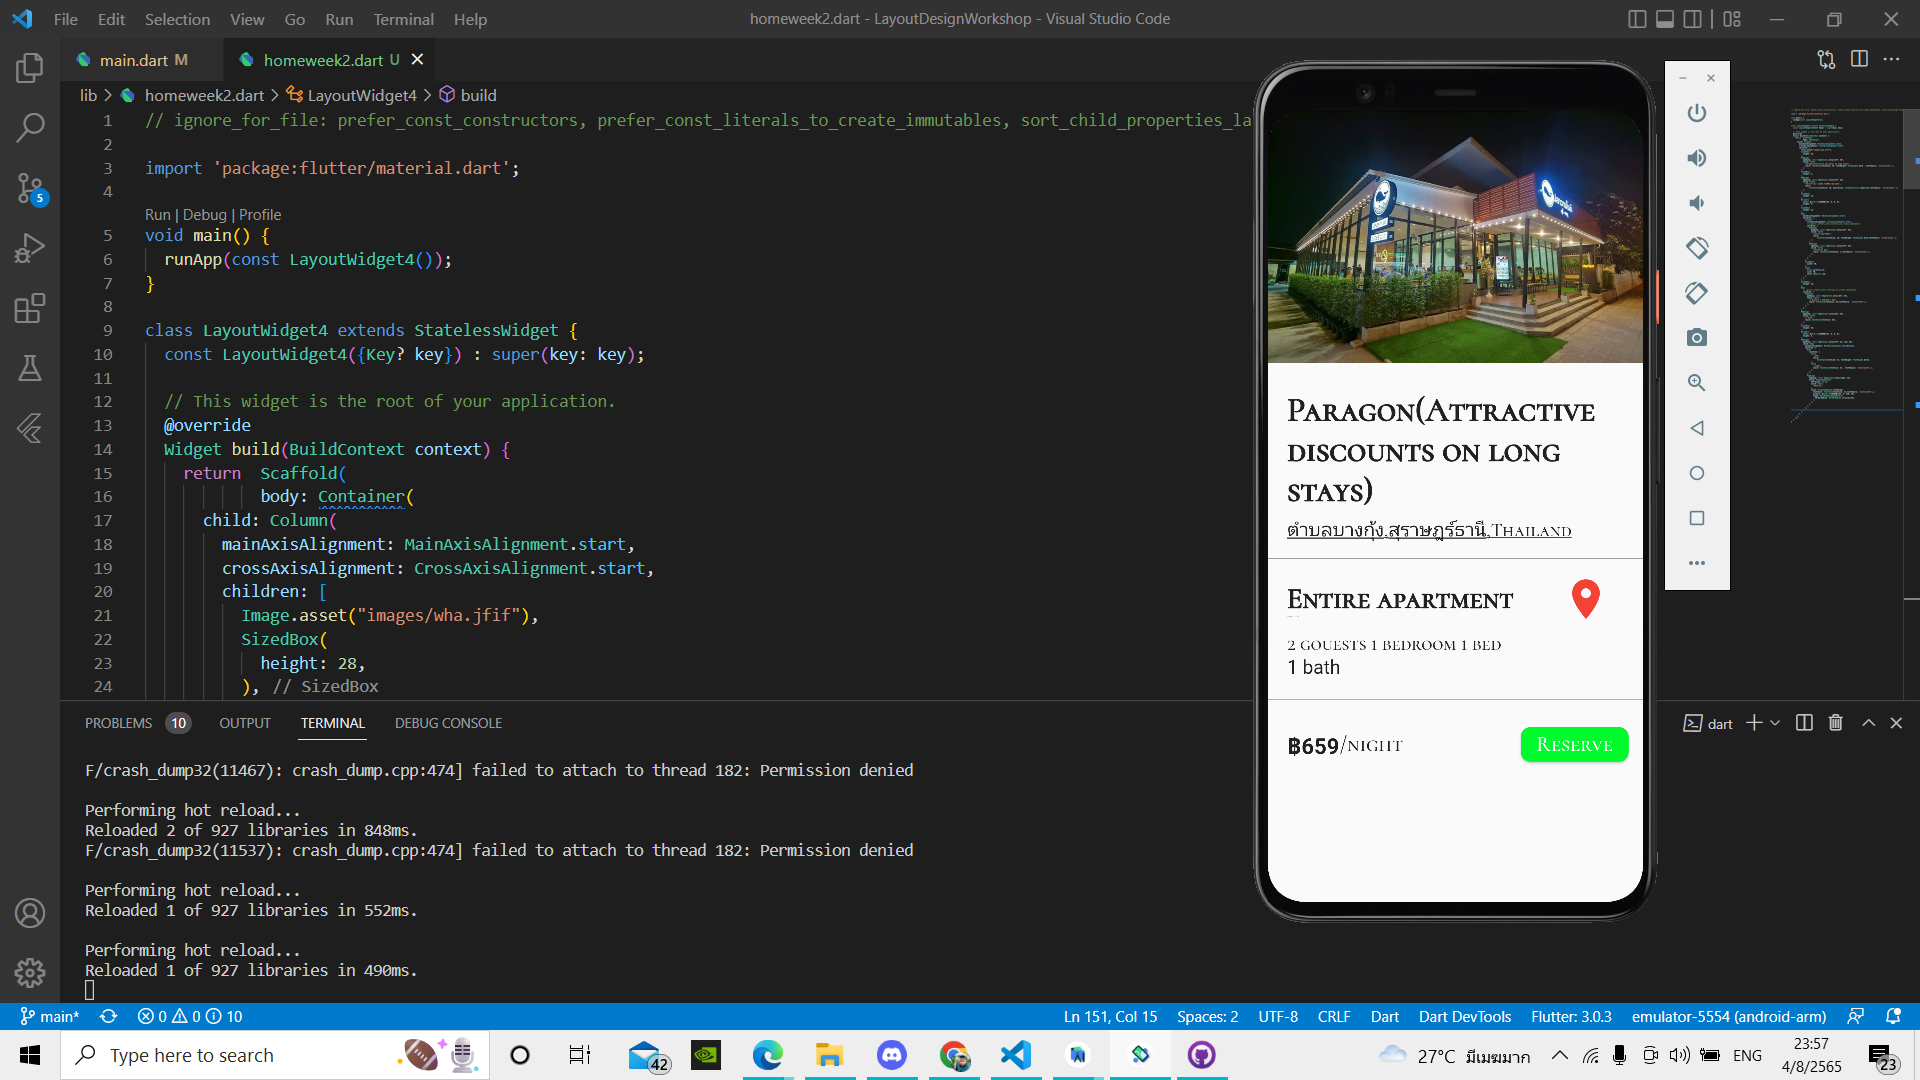 File Edit Selection View Go Run Terminal Help
homeweek2.dart - LayoutDesignWorkshop - Visual Studio Code
main.dart M
homeweek2.dart U
lib > homeweek2.dart > LayoutWidget4 > build
1 // ignore_for_file: prefer_const_constructors, prefer_const_literals_to_create_immutables, sort_child_properties_la
2
3 import 'package:flutter/material.dart';
4
Run | Debug | Profile
5 void main() {
6 runApp(const LayoutWidget4());
7 }
8
9 class LayoutWidget4 extends StatelessWidget {
10 const LayoutWidget4({Key? key}) : super(key: key);
11
12 // This widget is the root of your application.
13 @override
14 Widget build(BuildContext context) {
15 return  Scaffold(
16 body: Container(
17 child: Column(
18 mainAxisAlignment: MainAxisAlignment.start,
19 crossAxisAlignment: CrossAxisAlignment.start,
20 children: [
21 Image.asset("images/wha.jfif"),
22 SizedBox(
23 height: 28,
24 ), // SizedBox
Paragon(Attractive
discounts on long
stays)
ตำบลบางกุ้ง,สุราษฎร์ธานี,Thailand
Entire apartment
2 gouests 1 bedroom 1 bed
1 bath
฿659/night
Reserve
PROBLEMS 10 OUTPUT TERMINAL DEBUG CONSOLE
dart
F/crash_dump32(11467): crash_dump.cpp:474] failed to attach to thread 182: Permission denied
Performing hot reload...
Reloaded 2 of 927 libraries in 848ms.
F/crash_dump32(11537): crash_dump.cpp:474] failed to attach to thread 182: Permission denied
Performing hot reload...
Reloaded 1 of 927 libraries in 552ms.
Performing hot reload...
Reloaded 1 of 927 libraries in 490ms.
5
main* 0 0 10
Ln 151, Col 15 Spaces: 2 UTF-8 CRLF Dart Dart DevTools Flutter: 3.0.3 emulator-5554 (android-arm)
Type here to search
42
27°C มีเมฆมาก
ENG
23:57
4/8/2565
23